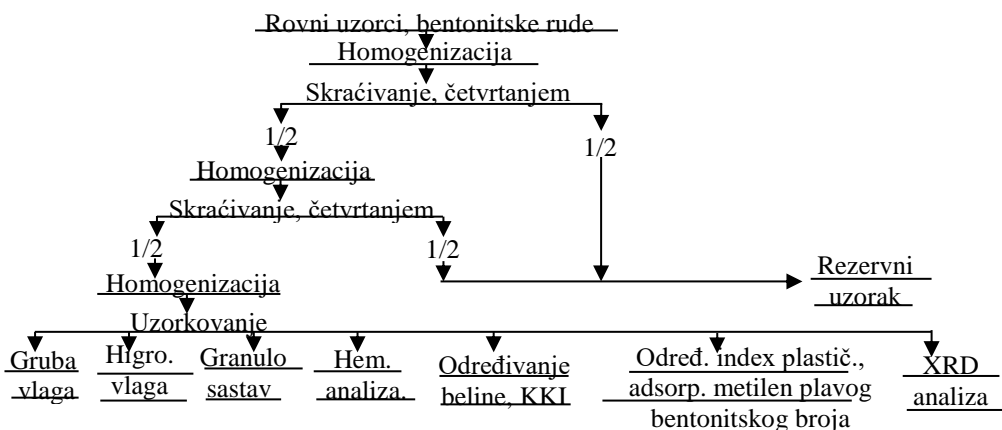 Rovni uzorci, bentonitske rude
Homogenizacija
Skraćivanje, četvrtanjem
1/2
1/2
Homogenizacija
Skraćivanje, četvrtanjem
1/2
1/2
Homogenizacija
Rezervni
uzorak
Uzorkovanje
Gruba
vlaga
Higro.
vlaga
Granulo
sastav
Hem.
analiza.
Određivanje
beline, KKI
Određ. index plastič.,
adsorp. metilen plavog
bentonitskog broja
XRD
analiza